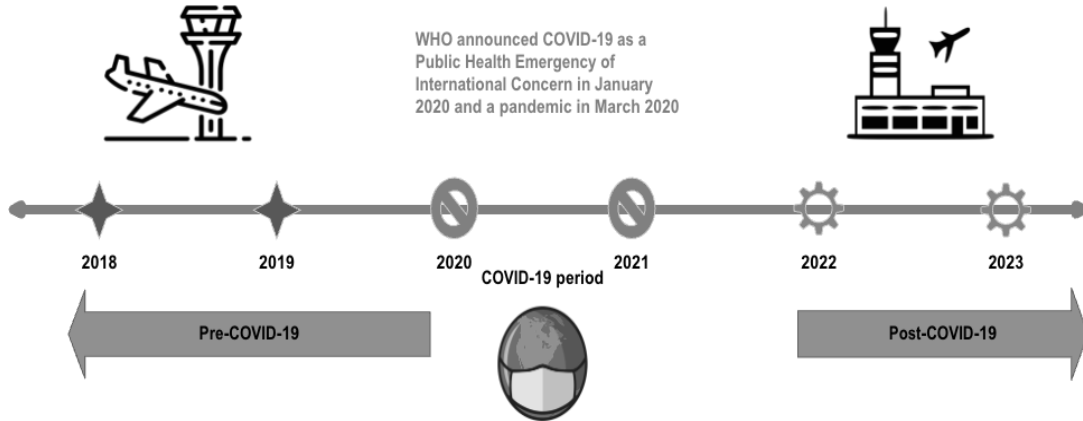 WHO announced COVID-19 as a
Public Health Emergency of
International Concern in January
2020 and a pandemic in March 2020
2018
2019
2020
2021
2022
2023
COVID-19 period
Pre-COVID-19
Post-COVID-19